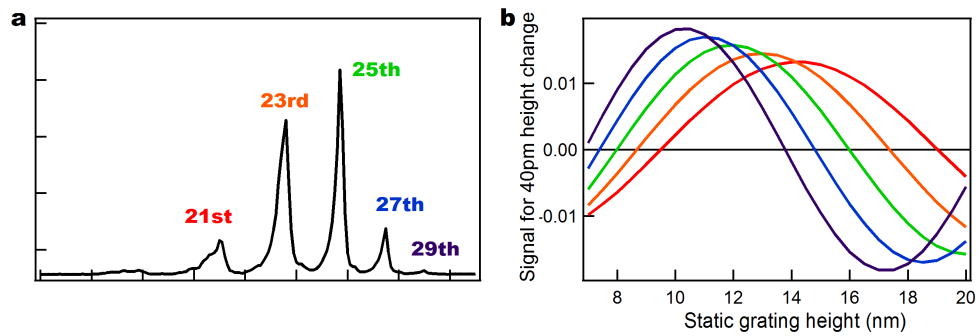 a
25th
23rd
21st
27th
29th
b
Signal for 40pm height change
0.01
0.00
-0.01
8
10
12
14
16
18
20
Static grating height (nm)